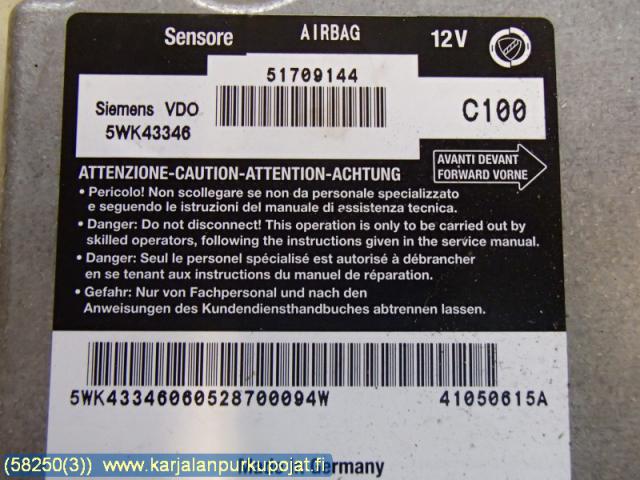 Sensore AIRBAG 12V
51709144
Siemens VDO
5WK43346
C100
ATTENZIONE-CAUTION-ATTENTION-ACHTUNG
AVANTI DEVANT
FORWARD VORNE
• Pericolo! Non scollegare se non da personale specializzato
e seguendo le istruzioni del manuale di assistenza tecnica.
• Danger: Do not disconnect! This operation is only to be carried out by
skilled operators, following the instructions given in the service manual.
• Danger: Seul le personel spécialisé est autorisé à débrancher
en se tenant aux instructions du manuel de réparation.
• Gefahr: Nur von Fachpersonal und nach den
Anweisungen des Kundendiensthandbuches abtrennen lassen.
5WK43346060528700094W 41050615A
Made in Germany
(58250(3)) www.karjalanpurkupojat.fi